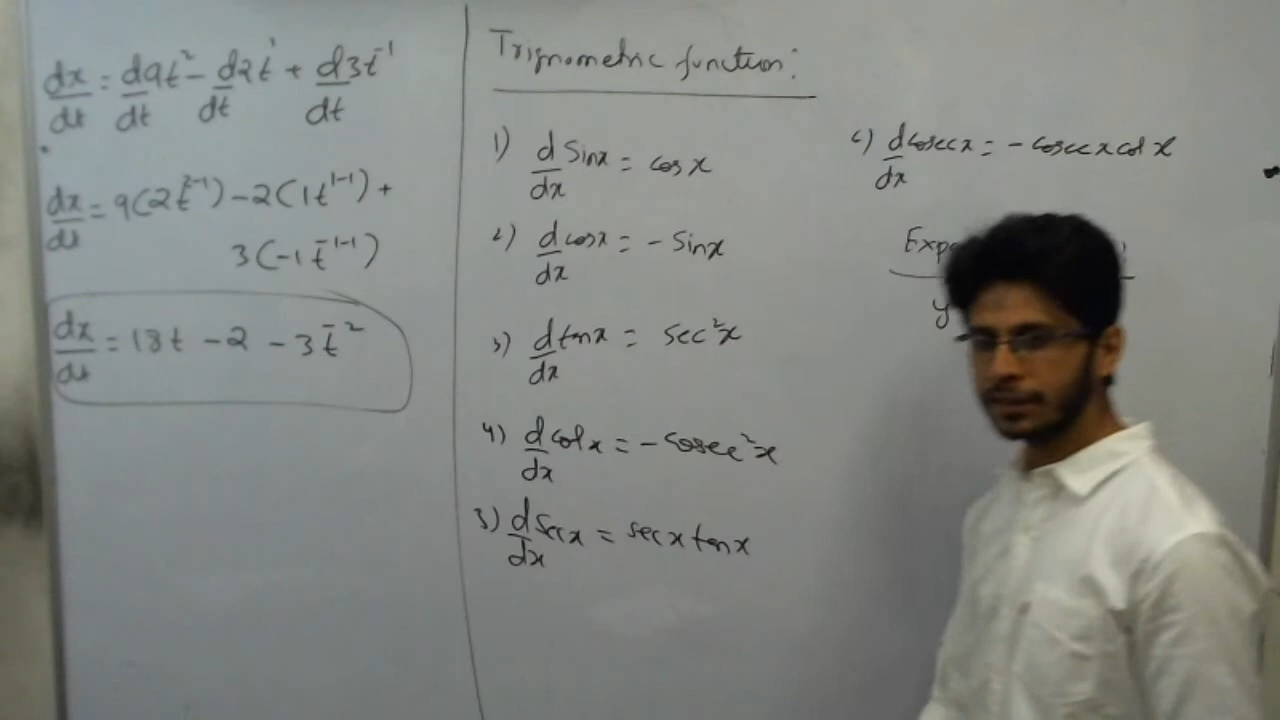 dx/dt = d9t²/dt - d2t¹/dt + d3t⁻¹/dt
dx/dt = 9(2t²⁻¹) - 2(1t¹⁻¹) +
3(-1t⁻¹⁻¹)
dx/dt = 18t - 2 - 3t⁻²
Trignometric function:
1) d/dx Sinx = cosx
2) d/dx cosx = - Sinx
3) d/dx tanx = sec²x
4) d/dx cotx = - cosec²x
5) d/dx Secx = secx tanx
6) d/dx cosecx = - cosecx cotx
y